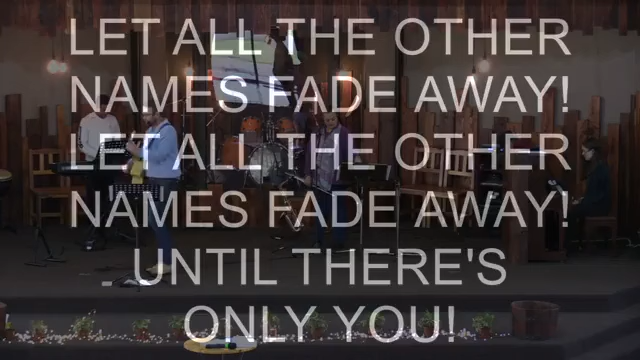 LET ALL THE OTHER
NAMES FADE AWAY!
LET ALL THE OTHER
NAMES FADE AWAY!
UNTIL THERE'S
ONLY YOU!